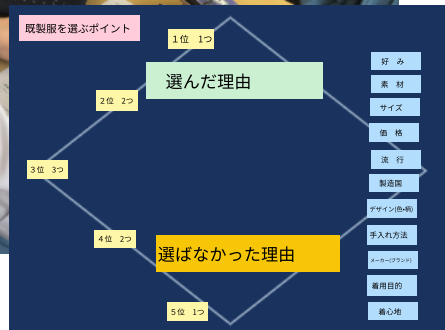 既製服を選ぶポイント
1位 1つ
選んだ理由
2位 2つ
3位 3つ
4位 2つ
選ばなかった理由
5位 1つ
好 み
素 材
サイズ
価 格
流 行
製造国
デザイン(色・柄)
手入れ方法
メーカー(ブランド)
着用目的
着心地